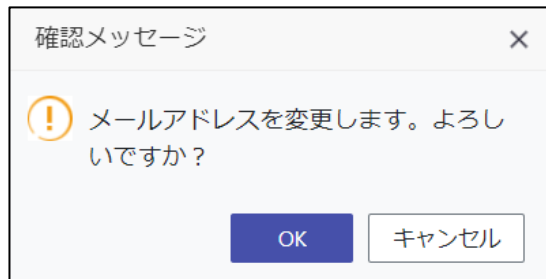 確認メッセージ
メールアドレスを変更します。よろし
いですか？
OK
キャンセル